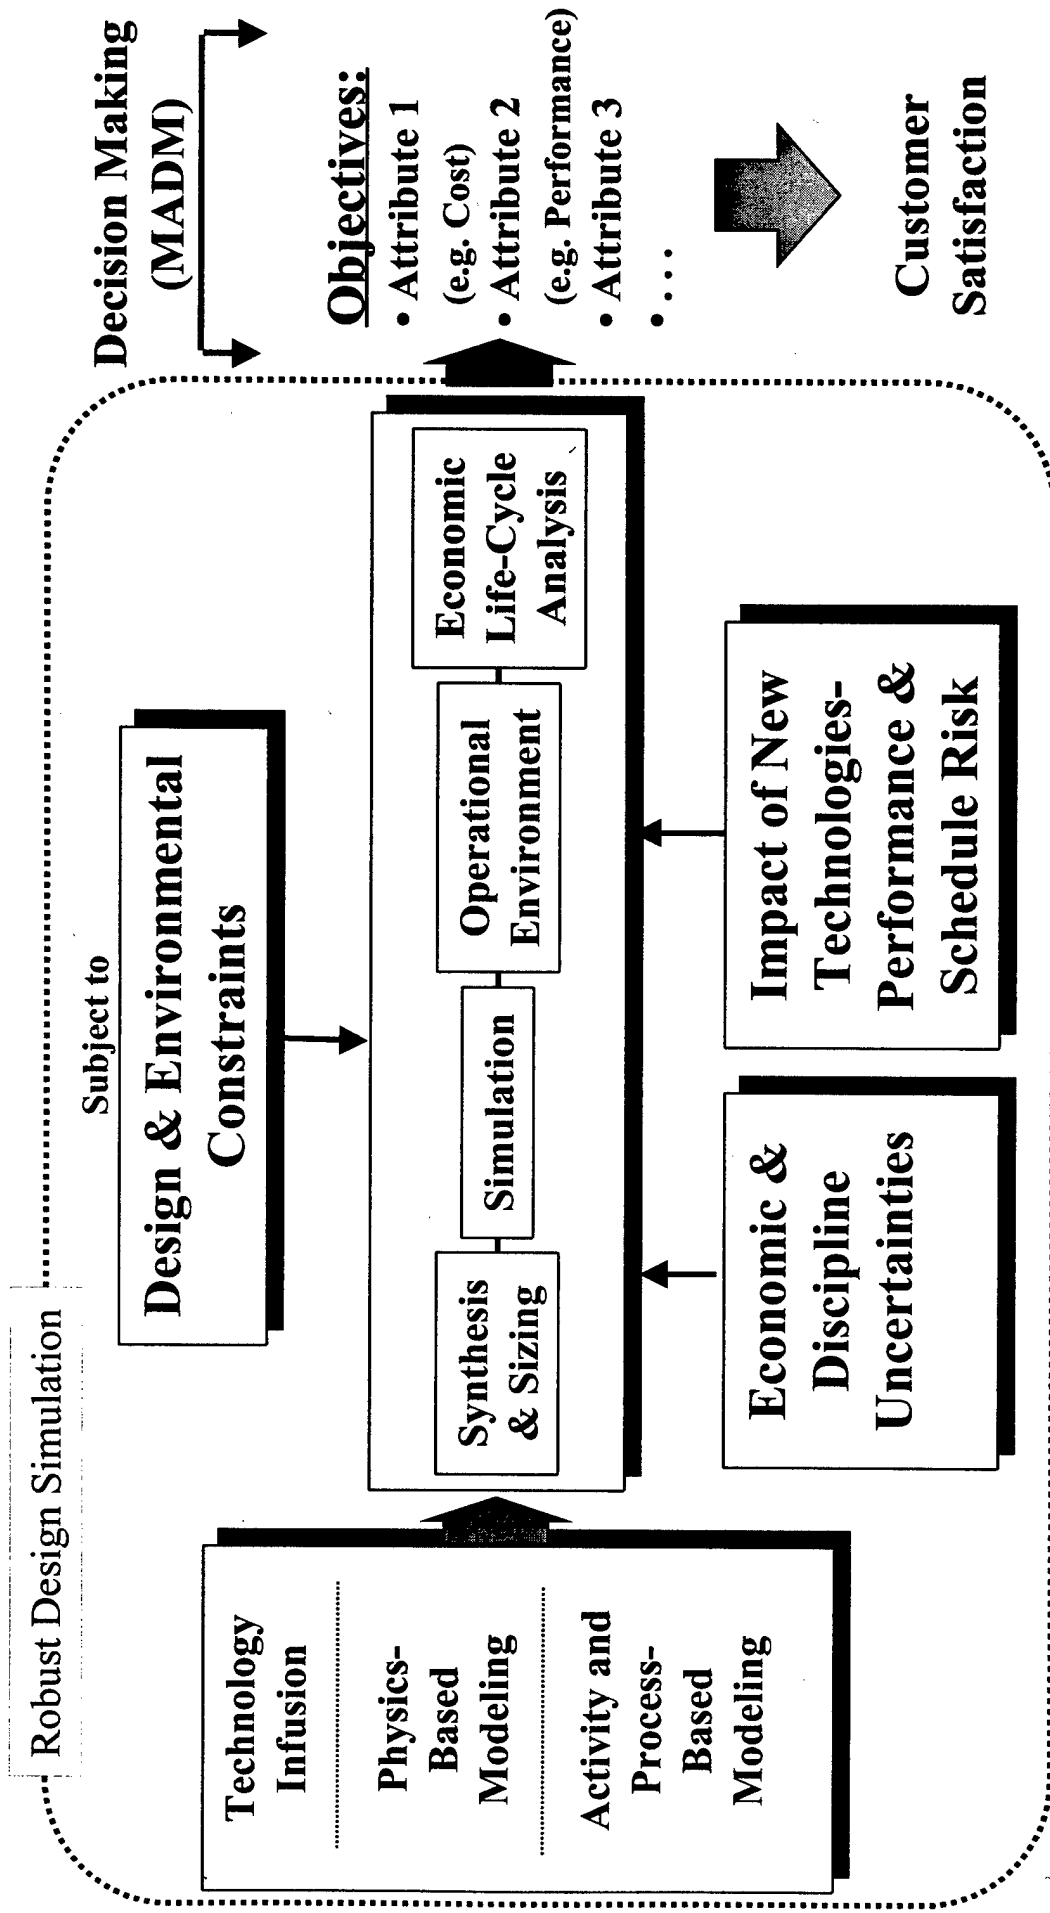 Robust Design Simulation
Subject to
Design & Environmental
Constraints
Technology
Infusion
Physics-
Based
Modeling
Activity and
Process-
Based
Modeling
Synthesis
& Sizing
Simulation
Operational
Environment
Economic
Life-Cycle
Analysis
Economic &
Discipline
Uncertainties
Impact of New
Technologies-
Performance &
Schedule Risk
Decision Making
(MADM)
Objectives:
• Attribute 1
(e.g. Cost)
• Attribute 2
(e.g. Performance)
• Attribute 3
• ...
Customer
Satisfaction